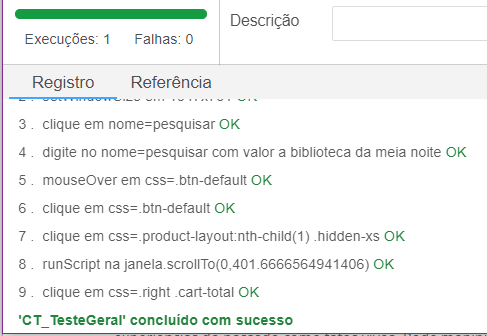 Execuções: 1 Falhas: 0
Descrição
Registro Referência
3 . clique em nome=pesquisar OK
4 . digite no nome=pesquisar com valor a biblioteca da meia noite OK
5 . mouseOver em css=.btn-default OK
6 . clique em css=.btn-default OK
7 . clique em css=.product-layout:nth-child(1) .hidden-xs OK
8 . runScript na janela.scrollTo(0,401.6666564941406) OK
9 . clique em css=.right .cart-total OK
'CT_TesteGeral' concluído com sucesso